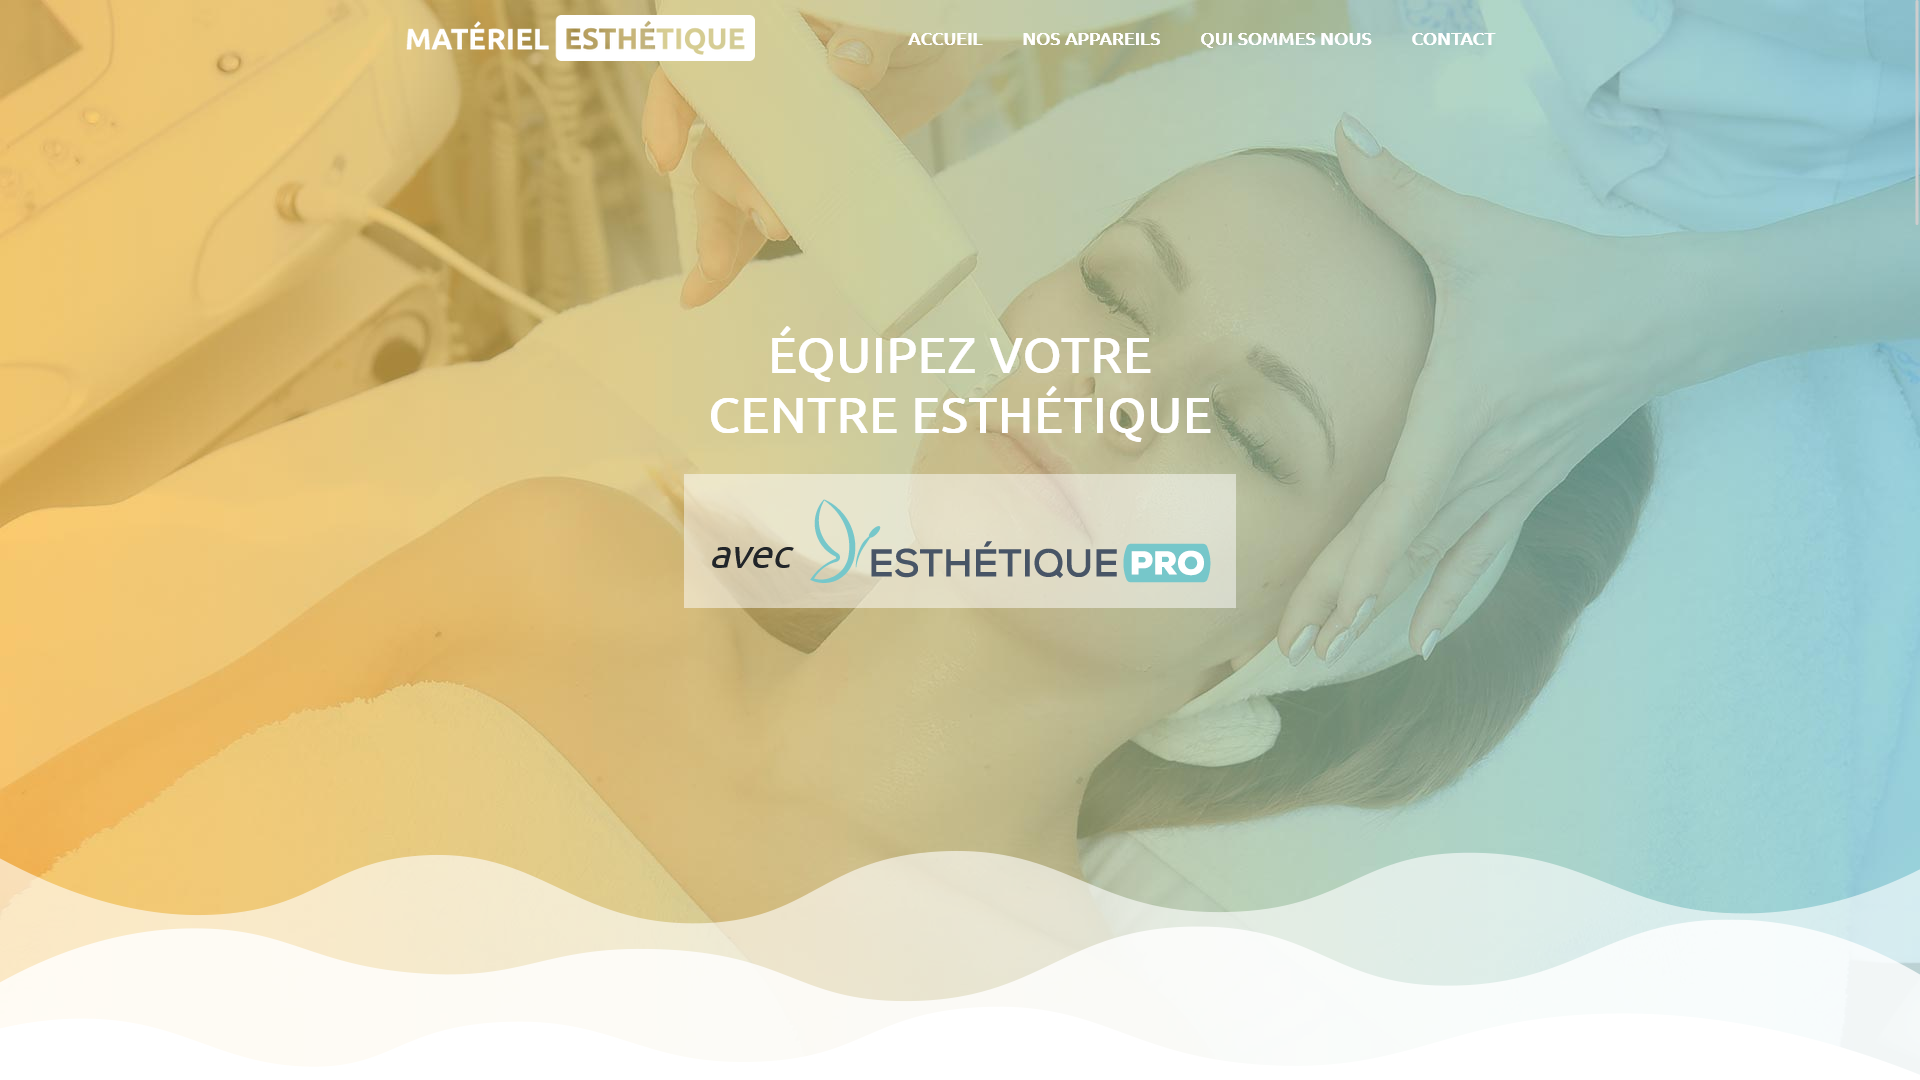 MATÉRIEL ESTHÉTIQUE
ACCUEIL NOS APPAREILS QUI SOMMES NOUS CONTACT
ÉQUIPEZ VOTRE
CENTRE ESTHÉTIQUE
avec ESTHÉTIQUE PRO